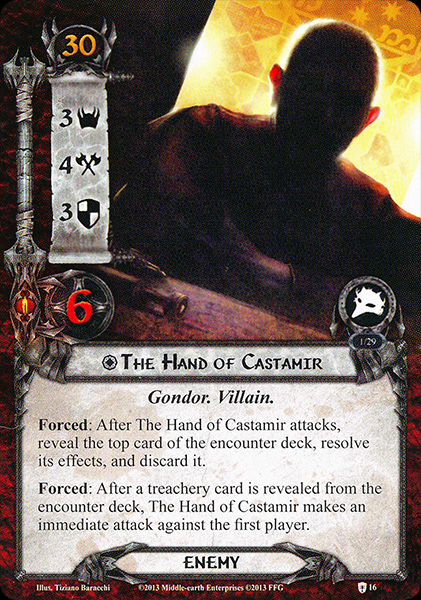 30
3
4
3
6
1/29
The Hand of Castamir
Gondor. Villain.
Forced: After The Hand of Castamir attacks,
reveal the top card of the encounter deck, resolve
its effects, and discard it.
Forced: After a treachery card is revealed from the
encounter deck, The Hand of Castamir makes an
immediate attack against the first player.
ENEMY
Illus. Tiziano Baracchi ©2013 Middle-earth Enterprises ©2013 FFG 16